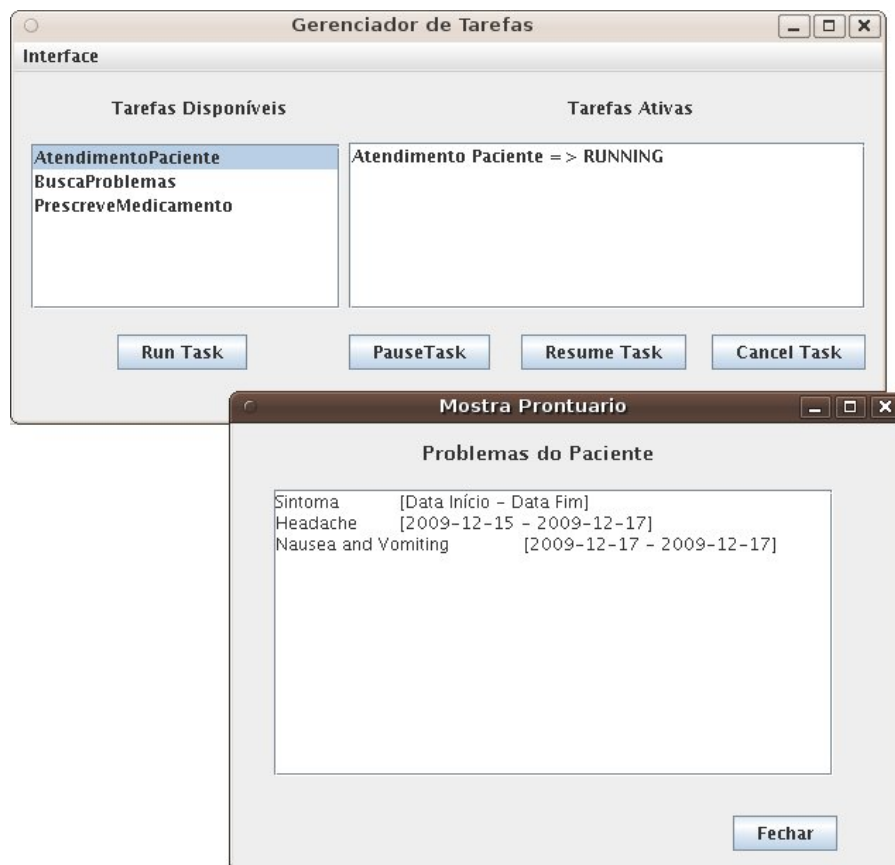 Gerenciador de Tarefas
Interface
Tarefas Disponíveis
Tarefas Ativas
AtendimentoPaciente
BuscaProblemas
PrescreveMedicamento
Atendimento Paciente => RUNNING
Run Task
PauseTask
Resume Task
Cancel Task
Mostra Prontuario
Problemas do Paciente
Sintoma [Data Início - Data Fim]
Headache [2009-12-15 - 2009-12-17]
Nausea and Vomiting [2009-12-17 - 2009-12-17]
Fechar